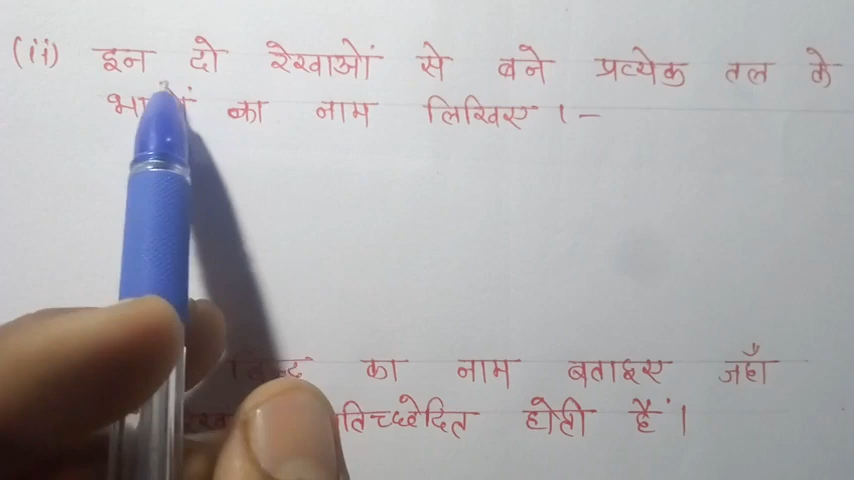 (ii) इन दो रेखाओं से बने प्रत्येक तल के
का नाम लिखिए ।-
का नाम बताइए जहाँ
होती हैं।